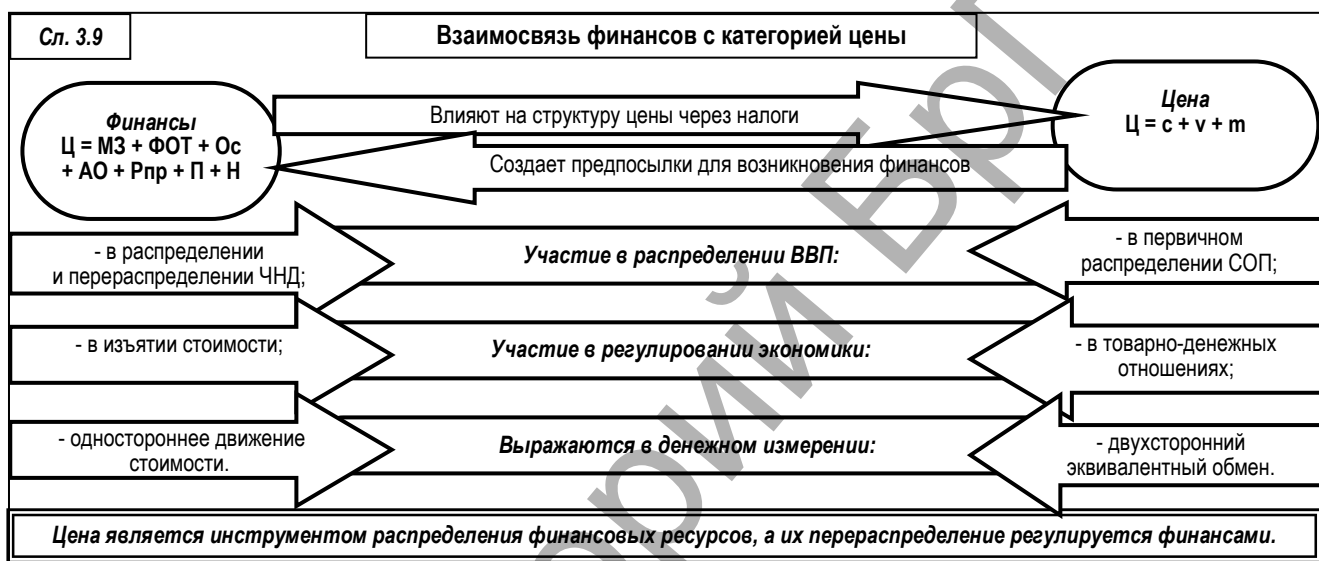 Сл. 3.9
Взаимосвязь финансов с категорией цены
Финансы
Ц = МЗ + ФОТ + Ос
+ АО + Рпр + П + Н
Влияют на структуру цены через налоги
Создает предпосылки для возникновения финансов
Цена
Ц = c + v + m
- в распределении
и перераспределении ЧНД;
Участие в распределении ВВП:
- в первичном
распределении СОП;
- в изъятии стоимости;
Участие в регулировании экономики:
- в товарно-денежных
отношениях;
- одностороннее движение
стоимости.
Выражаются в денежном измерении:
- двухсторонний
эквивалентный обмен.
Цена является инструментом распределения финансовых ресурсов, а их перераспределение регулируется финансами.